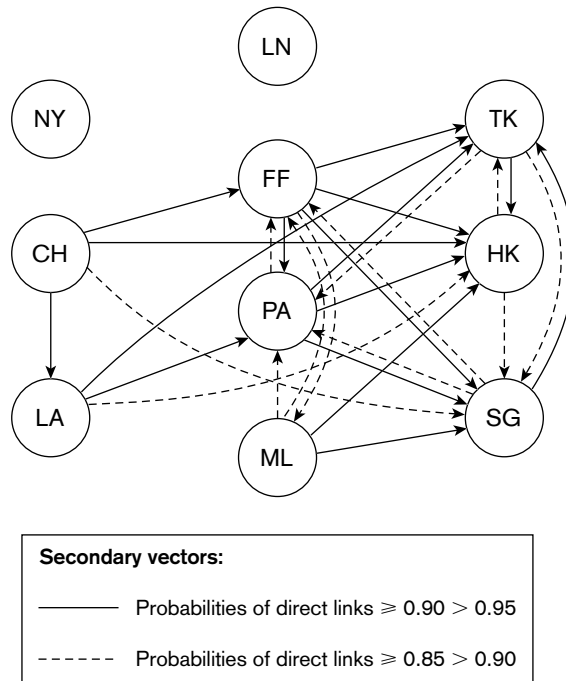 LN
NY
TK
FF
CH
HK
PA
LA
SG
ML
Secondary vectors:
Probabilities of direct links ⩾ 0.90 > 0.95
Probabilities of direct links ⩾ 0.85 > 0.90